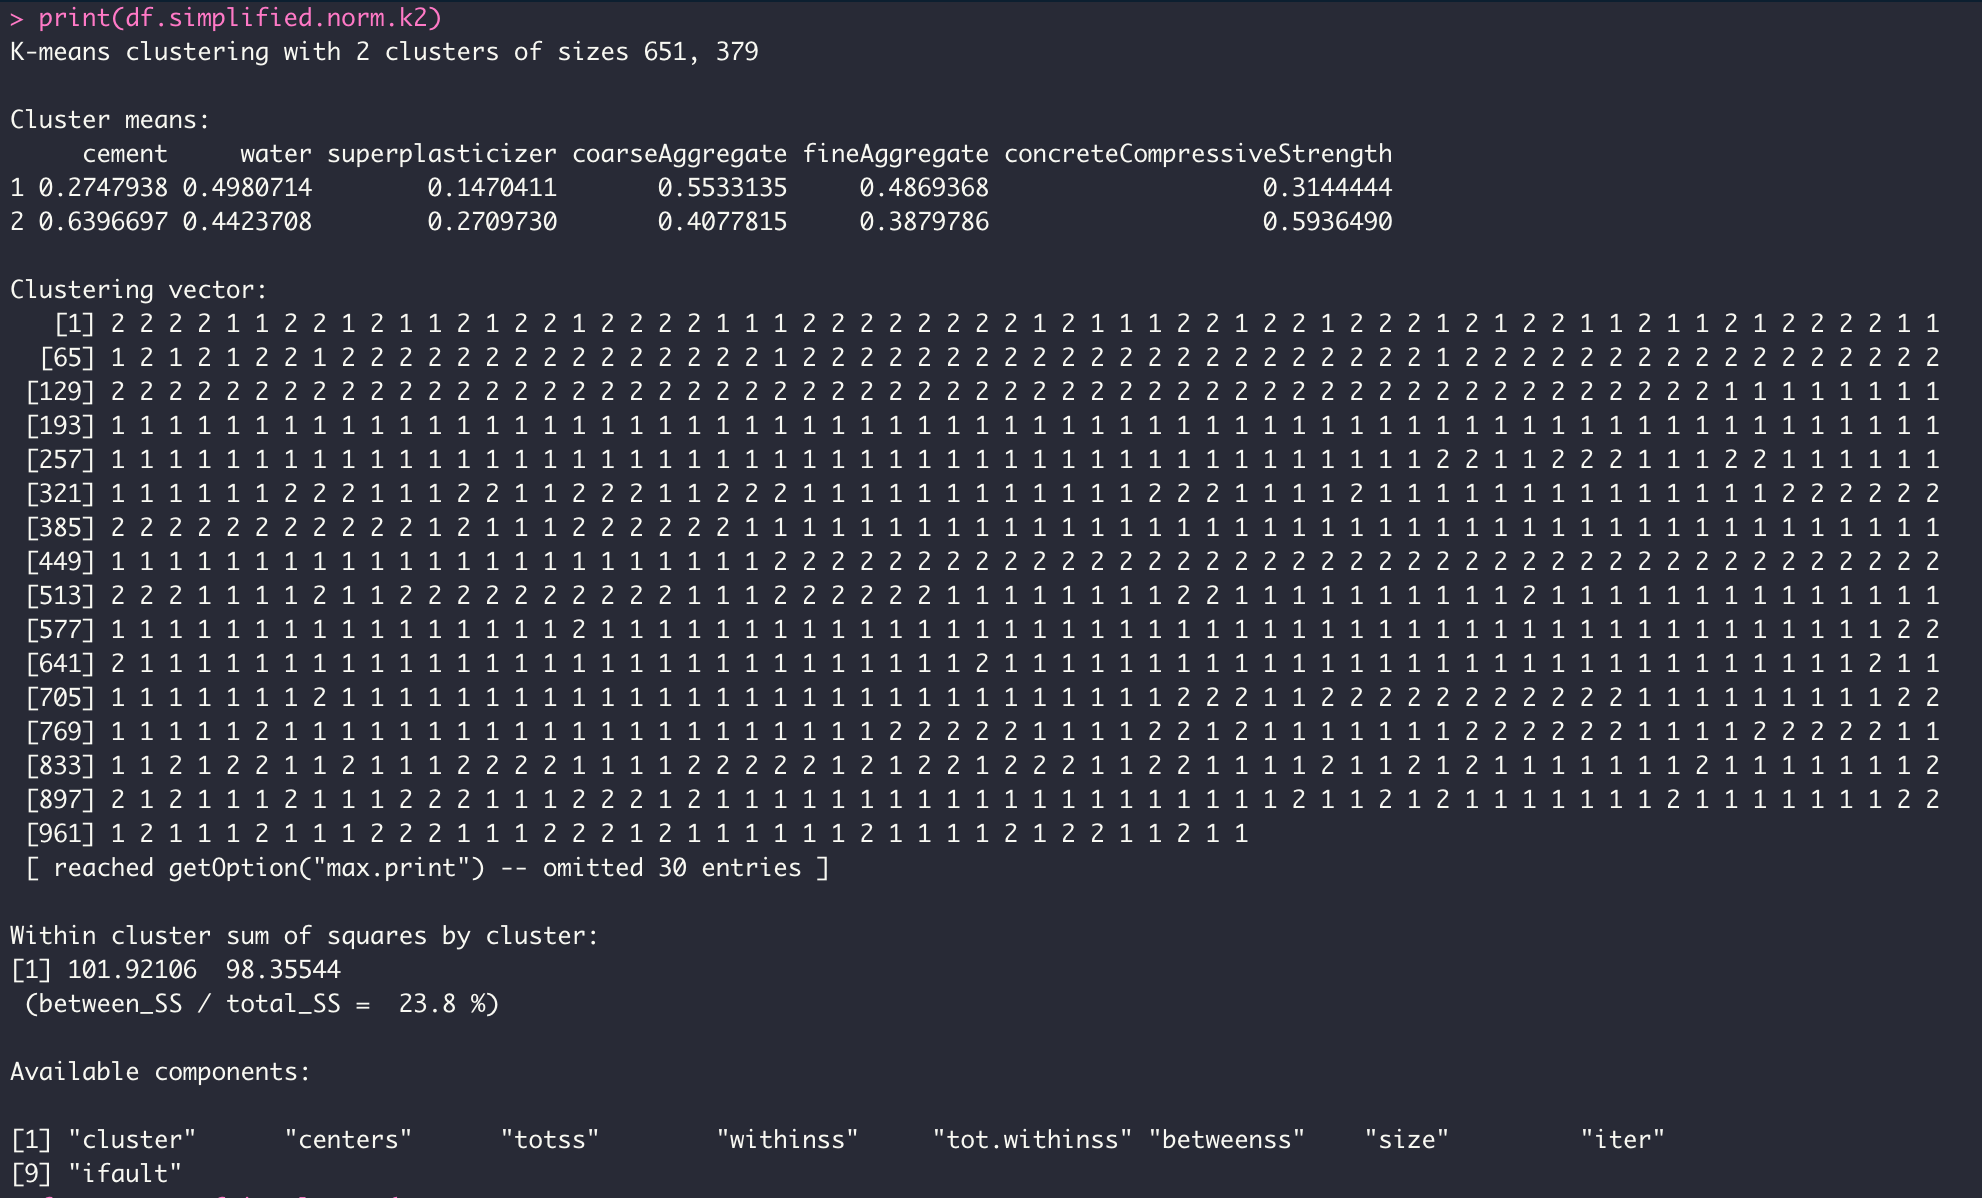 > print(df.simplified.norm.k2)
K-means clustering with 2 clusters of sizes 651, 379
Cluster means:
cement water superplasticizer coarseAggregate fineAggregate concreteCompressiveStrength
1 0.2747938 0.4980714 0.1470411 0.5533135 0.4869368 0.3144444
2 0.6396697 0.4423708 0.2709730 0.4077815 0.3879786 0.5936490
Clustering vector:
[1] 2 2 2 2 1 1 2 2 1 2 1 1 2 1 2 2 1 2 2 2 2 1 1 1 2 2 2 2 2 2 2 2 1 2 1 1 1 2 2 1 2 2 1 2 2 2 1 2 1 2 2 1 1 2 1 1 2 1 2 2 2 2 1 1
[65] 1 2 1 2 1 2 2 1 2 2 2 2 2 2 2 2 2 2 2 2 2 2 2 1 2 2 2 2 2 2 2 2 2 2 2 2 2 2 2 2 2 2 2 2 2 2 1 2 2 2 2 2 2 2 2 2 2 2 2 2 2 2 2 2
[129] 2 2 2 2 2 2 2 2 2 2 2 2 2 2 2 2 2 2 2 2 2 2 2 2 2 2 2 2 2 2 2 2 2 2 2 2 2 2 2 2 2 2 2 2 2 2 2 2 2 2 2 2 2 2 2 2 1 1 1 1 1 1 1 1
[193] 1 1 1 1 1 1 1 1 1 1 1 1 1 1 1 1 1 1 1 1 1 1 1 1 1 1 1 1 1 1 1 1 1 1 1 1 1 1 1 1 1 1 1 1 1 1 1 1 1 1 1 1 1 1 1 1 1 1 1 1 1 1 1 1
[257] 1 1 1 1 1 1 1 1 1 1 1 1 1 1 1 1 1 1 1 1 1 1 1 1 1 1 1 1 1 1 1 1 1 1 1 1 1 1 1 1 1 1 1 1 1 1 2 2 1 1 2 2 2 1 1 1 2 2 1 1 1 1 1 1
[321] 1 1 1 1 1 1 2 2 2 1 1 1 2 2 1 1 2 2 2 1 1 2 2 2 1 1 1 1 1 1 1 1 1 1 1 1 2 2 2 1 1 1 1 2 1 1 1 1 1 1 1 1 1 1 1 1 1 1 2 2 2 2 2 2
[385] 2 2 2 2 2 2 2 2 2 2 2 1 2 1 1 1 2 2 2 2 2 2 1 1 1 1 1 1 1 1 1 1 1 1 1 1 1 1 1 1 1 1 1 1 1 1 1 1 1 1 1 1 1 1 1 1 1 1 1 1 1 1 1 1
[449] 1 1 1 1 1 1 1 1 1 1 1 1 1 1 1 1 1 1 1 1 1 1 1 2 2 2 2 2 2 2 2 2 2 2 2 2 2 2 2 2 2 2 2 2 2 2 2 2 2 2 2 2 2 2 2 2 2 2 2 2 2 2 2 2
[513] 2 2 2 1 1 1 1 2 1 1 2 2 2 2 2 2 2 2 2 2 1 1 1 2 2 2 2 2 2 1 1 1 1 1 1 1 1 2 2 1 1 1 1 1 1 1 1 1 1 2 1 1 1 1 1 1 1 1 1 1 1 1 1 1
[577] 1 1 1 1 1 1 1 1 1 1 1 1 1 1 1 1 2 1 1 1 1 1 1 1 1 1 1 1 1 1 1 1 1 1 1 1 1 1 1 1 1 1 1 1 1 1 1 1 1 1 1 1 1 1 1 1 1 1 1 1 1 1 2 2
[641] 2 1 1 1 1 1 1 1 1 1 1 1 1 1 1 1 1 1 1 1 1 1 1 1 1 1 1 1 1 1 2 1 1 1 1 1 1 1 1 1 1 1 1 1 1 1 1 1 1 1 1 1 1 1 1 1 1 1 1 1 1 2 1 1
[705] 1 1 1 1 1 1 1 2 1 1 1 1 1 1 1 1 1 1 1 1 1 1 1 1 1 1 1 1 1 1 1 1 1 1 1 1 1 2 2 2 1 1 2 2 2 2 2 2 2 2 2 2 2 1 1 1 1 1 1 1 1 1 2 2
[769] 1 1 1 1 1 2 1 1 1 1 1 1 1 1 1 1 1 1 1 1 1 1 1 1 1 1 1 2 2 2 2 2 1 1 1 1 2 2 1 2 1 1 1 1 1 1 1 2 2 2 2 2 2 1 1 1 1 2 2 2 2 2 1 1
[833] 1 1 2 1 2 2 1 1 2 1 1 1 2 2 2 2 1 1 1 1 2 2 2 2 2 1 2 1 2 2 1 2 2 2 1 1 2 2 1 1 1 1 2 1 1 2 1 2 1 1 1 1 1 1 1 2 1 1 1 1 1 1 1 2
[897] 2 1 2 1 1 1 2 1 1 1 2 2 2 1 1 1 2 2 2 1 2 1 1 1 1 1 1 1 1 1 1 1 1 1 1 1 1 1 1 1 1 2 1 1 2 1 2 1 1 1 1 1 1 1 2 1 1 1 1 1 1 1 2 2
[961] 1 2 1 1 1 2 1 1 1 2 2 2 1 1 1 2 2 2 1 2 1 1 1 1 1 1 2 1 1 1 1 2 1 2 2 1 1 2 1 1
[ reached getOption("max.print") -- omitted 30 entries ]
Within cluster sum of squares by cluster:
[1] 101.92106 98.35544
(between_SS / total_SS = 23.8 %)
Available components:
[1] "cluster" "centers" "totss" "withinss" "tot.withinss" "betweenss" "size" "iter"
[9] "ifault"